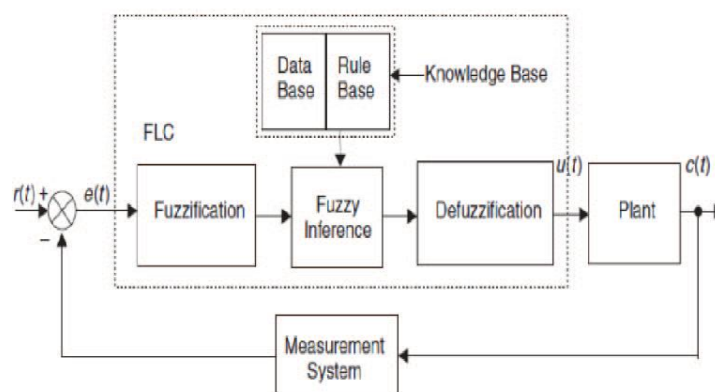 Data
Base
Rule
Base
Knowledge Base
FLC
r(t) +
−
e(t)
Fuzzification
Fuzzy
Inference
Defuzzification
u(t)
Plant
c(t)
Measurement
System